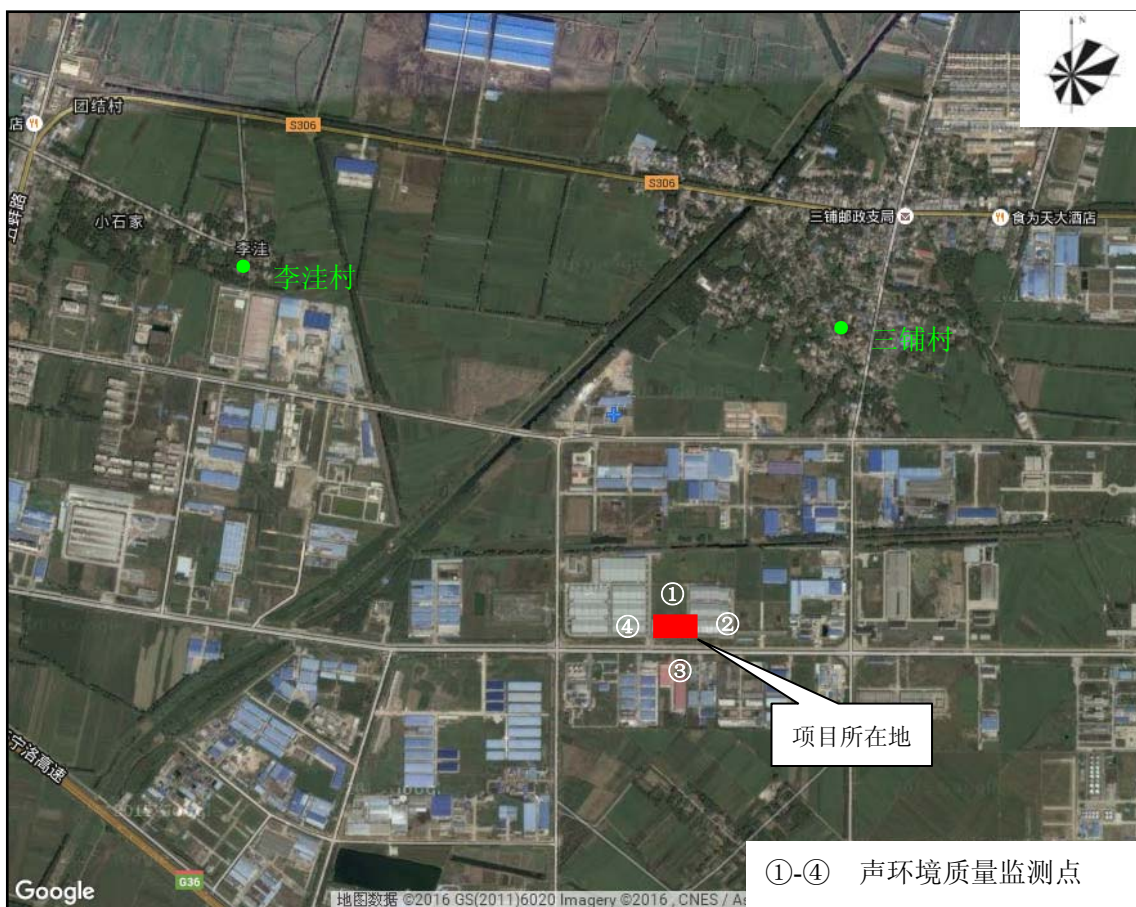 N
团结村
店
S306
S306
小石家
三铺邮政支局
食为天大酒店
李洼
李洼村
三铺村
①
④
②
③
项目所在地
宁洛高速
G36
①-④ 声环境质量监测点
Google
地图数据 ©2016 GS(2011)6020 Imagery ©2016 , CNES / As